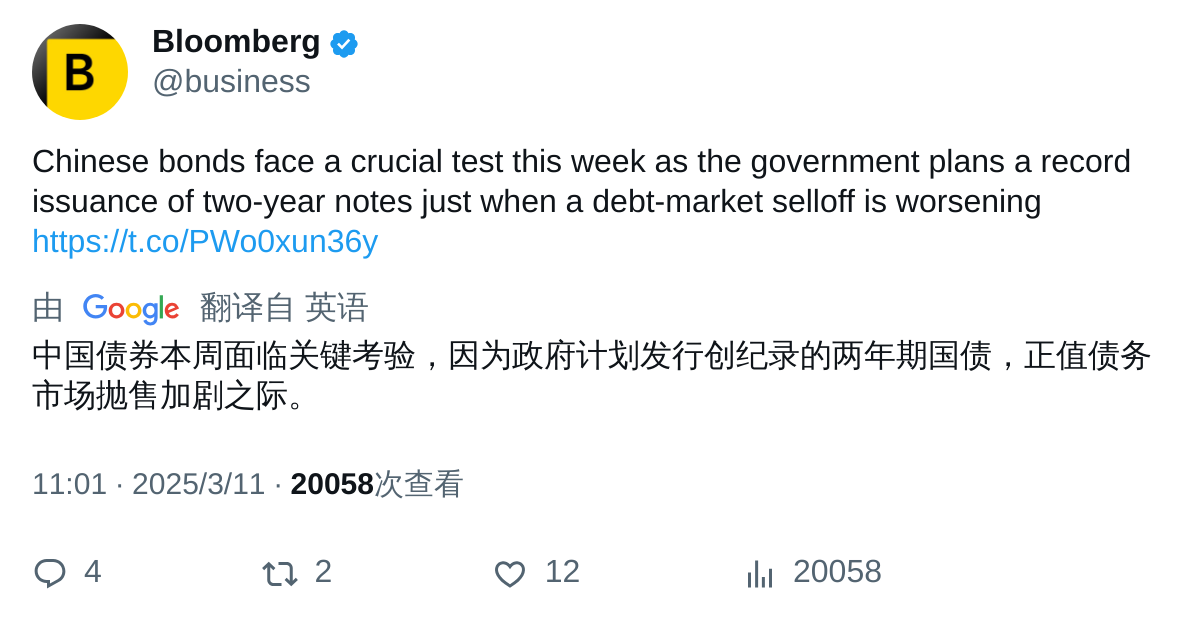 B
Bloomberg
@business
Chinese bonds face a crucial test this week as the government plans a record
issuance of two-year notes just when a debt-market selloff is worsening
https://t.co/PWo0xun36y
由 Google 翻译自 英语
中国债券本周面临关键考验，因为政府计划发行创纪录的两年期国债，正值债务
市场抛售加剧之际。
11:01 · 2025/3/11 · 20058次查看
4 2 12 20058